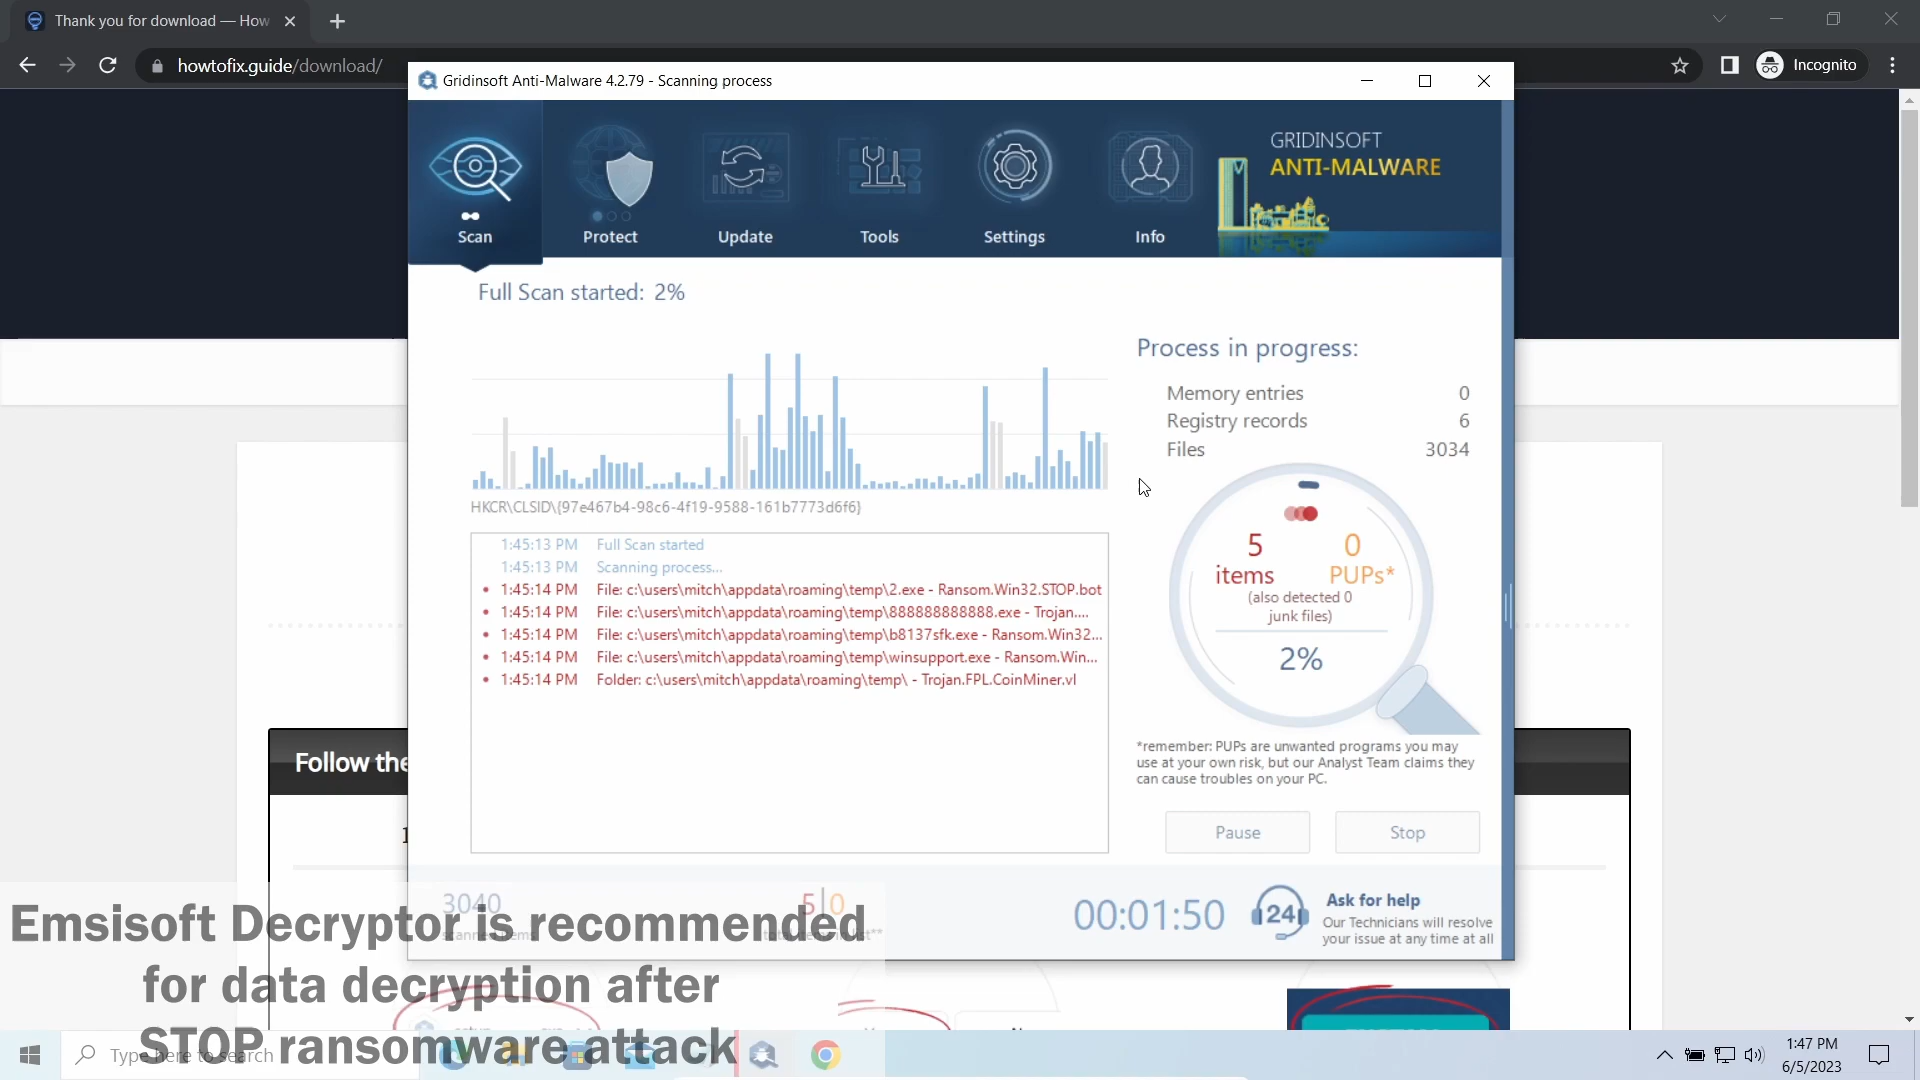 Thank you for download — How
howtofix.guide/download/
Incognito
Gridinsoft Anti-Malware 4.2.79 - Scanning process
Scan
Protect
Update
Tools
Settings
Info
GRIDINSOFT
ANTI-MALWARE
Full Scan started: 2%
Process in progress:
Memory entries 0
Registry records 6
Files 3034
HKCR\CLSID\{97e467b4-98c6-4f19-9588-161b7773d6f6}
1:45:13 PM Full Scan started
1:45:13 PM Scanning process...
1:45:14 PM File: c:\users\mitch\appdata\roaming\temp\2.exe - Ransom.Win32.STOP.bot
1:45:14 PM File: c:\users\mitch\appdata\roaming\temp\888888888888.exe - Trojan....
1:45:14 PM File: c:\users\mitch\appdata\roaming\temp\b8137sfk.exe - Ransom.Win32...
1:45:14 PM File: c:\users\mitch\appdata\roaming\temp\winsupport.exe - Ransom.Win...
1:45:14 PM Folder: c:\users\mitch\appdata\roaming\temp\ - Trojan.FPL.CoinMiner.vl
5 0
items PUPs*
(also detected 0
junk files)
2%
*remember: PUPs are unwanted programs you may
use at your own risk, but our Analyst Team claims they
can cause troubles on your PC.
Pause
Stop
Follow the
1
3040
5|0
00:01:50
24
Ask for help
Our Technicians will resolve
your issue at any time at all
Emsisoft Decryptor is recommended
for data decryption after
STOP ransomware attack
Type here to search
1:47 PM
6/5/2023